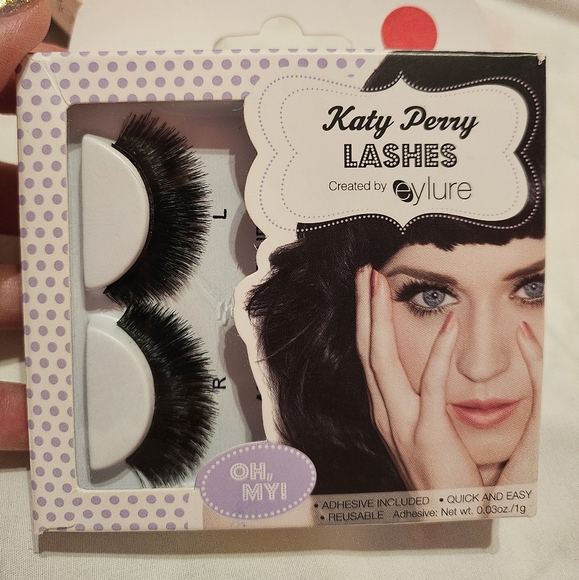 Katy Perry
LASHES
Created by eylure
L
R
OH,
MY!
• ADHESIVE INCLUDED • QUICK AND EASY
• REUSABLE Adhesive: Net wt. 0.03oz./1g